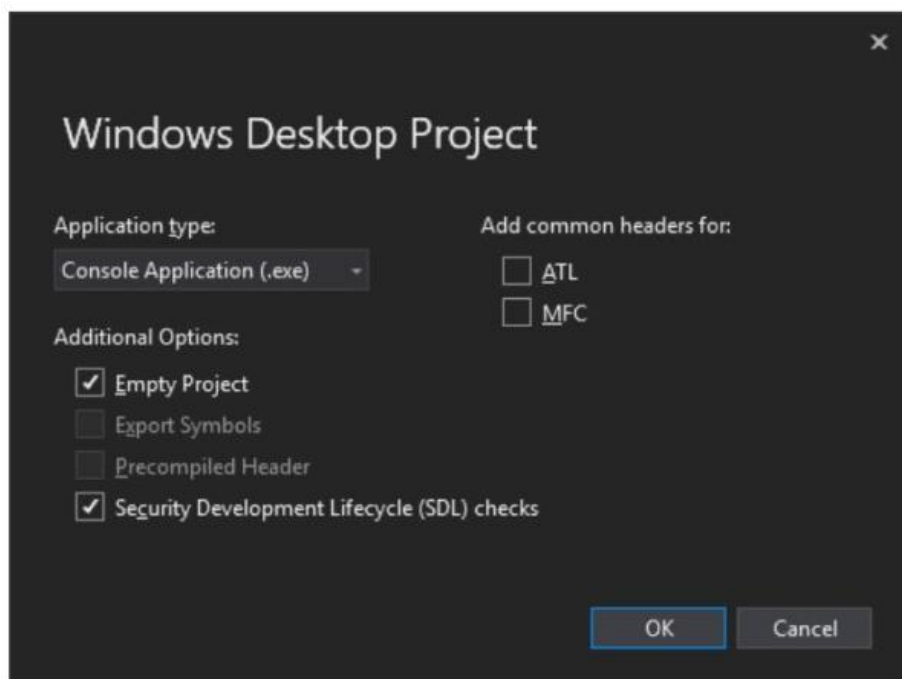 Windows Desktop Project
Application type:
Console Application (.exe)
Additional Options:
Empty Project
Export Symbols
Precompiled Header
Security Development Lifecycle (SDL) checks
Add common headers for:
ATL
MFC
OK
Cancel